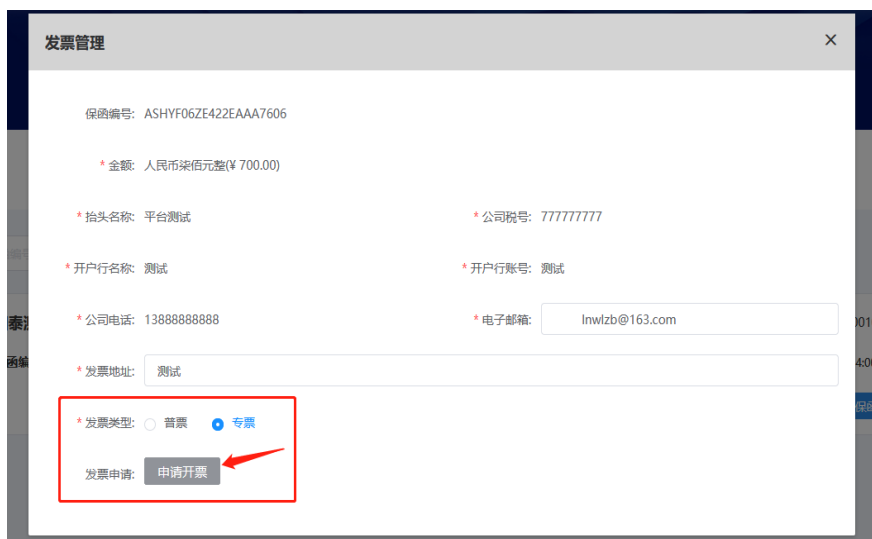 发票管理
保函编号: ASHYF06ZE422EAAA7606
* 金额: 人民币柒佰元整(¥ 700.00)
* 抬头名称: 平台测试 * 公司税号: 777777777
* 开户行名称: 测试 * 开户行账号: 测试
* 公司电话: 13888888888 * 电子邮箱: lnwlzb@163.com
* 发票地址: 测试
* 发票类型: 普票 专票
发票申请: 申请开票